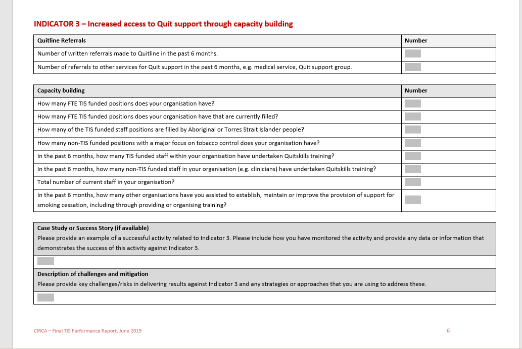 INDICATOR 3 – Increased access to Quit support through capacity building
Quitline Referrals Number
Number of written referrals made to Quitline in the past 6 months.
Number of referrals to other services for Quit support in the past 6 months, e.g. medical service, Quit support group.
Capacity building Number
How many FTE TIS funded positions does your organisation have?
How many FTE TIS funded positions does your organisation have that are currently filled?
How many of the TIS funded staff positions are filled by Aboriginal or Torres Strait Islander people?
How many non-TIS funded positions with a major focus on tobacco control does your organisation have?
In the past 6 months, how many TIS funded staff within your organisation have undertaken Quitskills training?
In the past 6 months, how many non-TIS funded staff in your organisation (e.g. clinicians) have undertaken Quitskills training?
Total number of current staff in your organisation?
In the past 6 months, how many other organisations have you assisted to establish, maintain or improve the provision of support for
smoking cessation, including through providing or organising training?
Case Study or Success Story (if available)
Please provide an example of a successful activity related to Indicator 3. Please include how you have monitored the activity and provide any data or information that
demonstrates the success of this activity against Indicator 3.
Description of challenges and mitigation
Please provide key challenges/risks in delivering results against Indicator 3 and any strategies or approaches that you are using to address these.
CIRCA – Final TIS Performance Report, June 2019 6